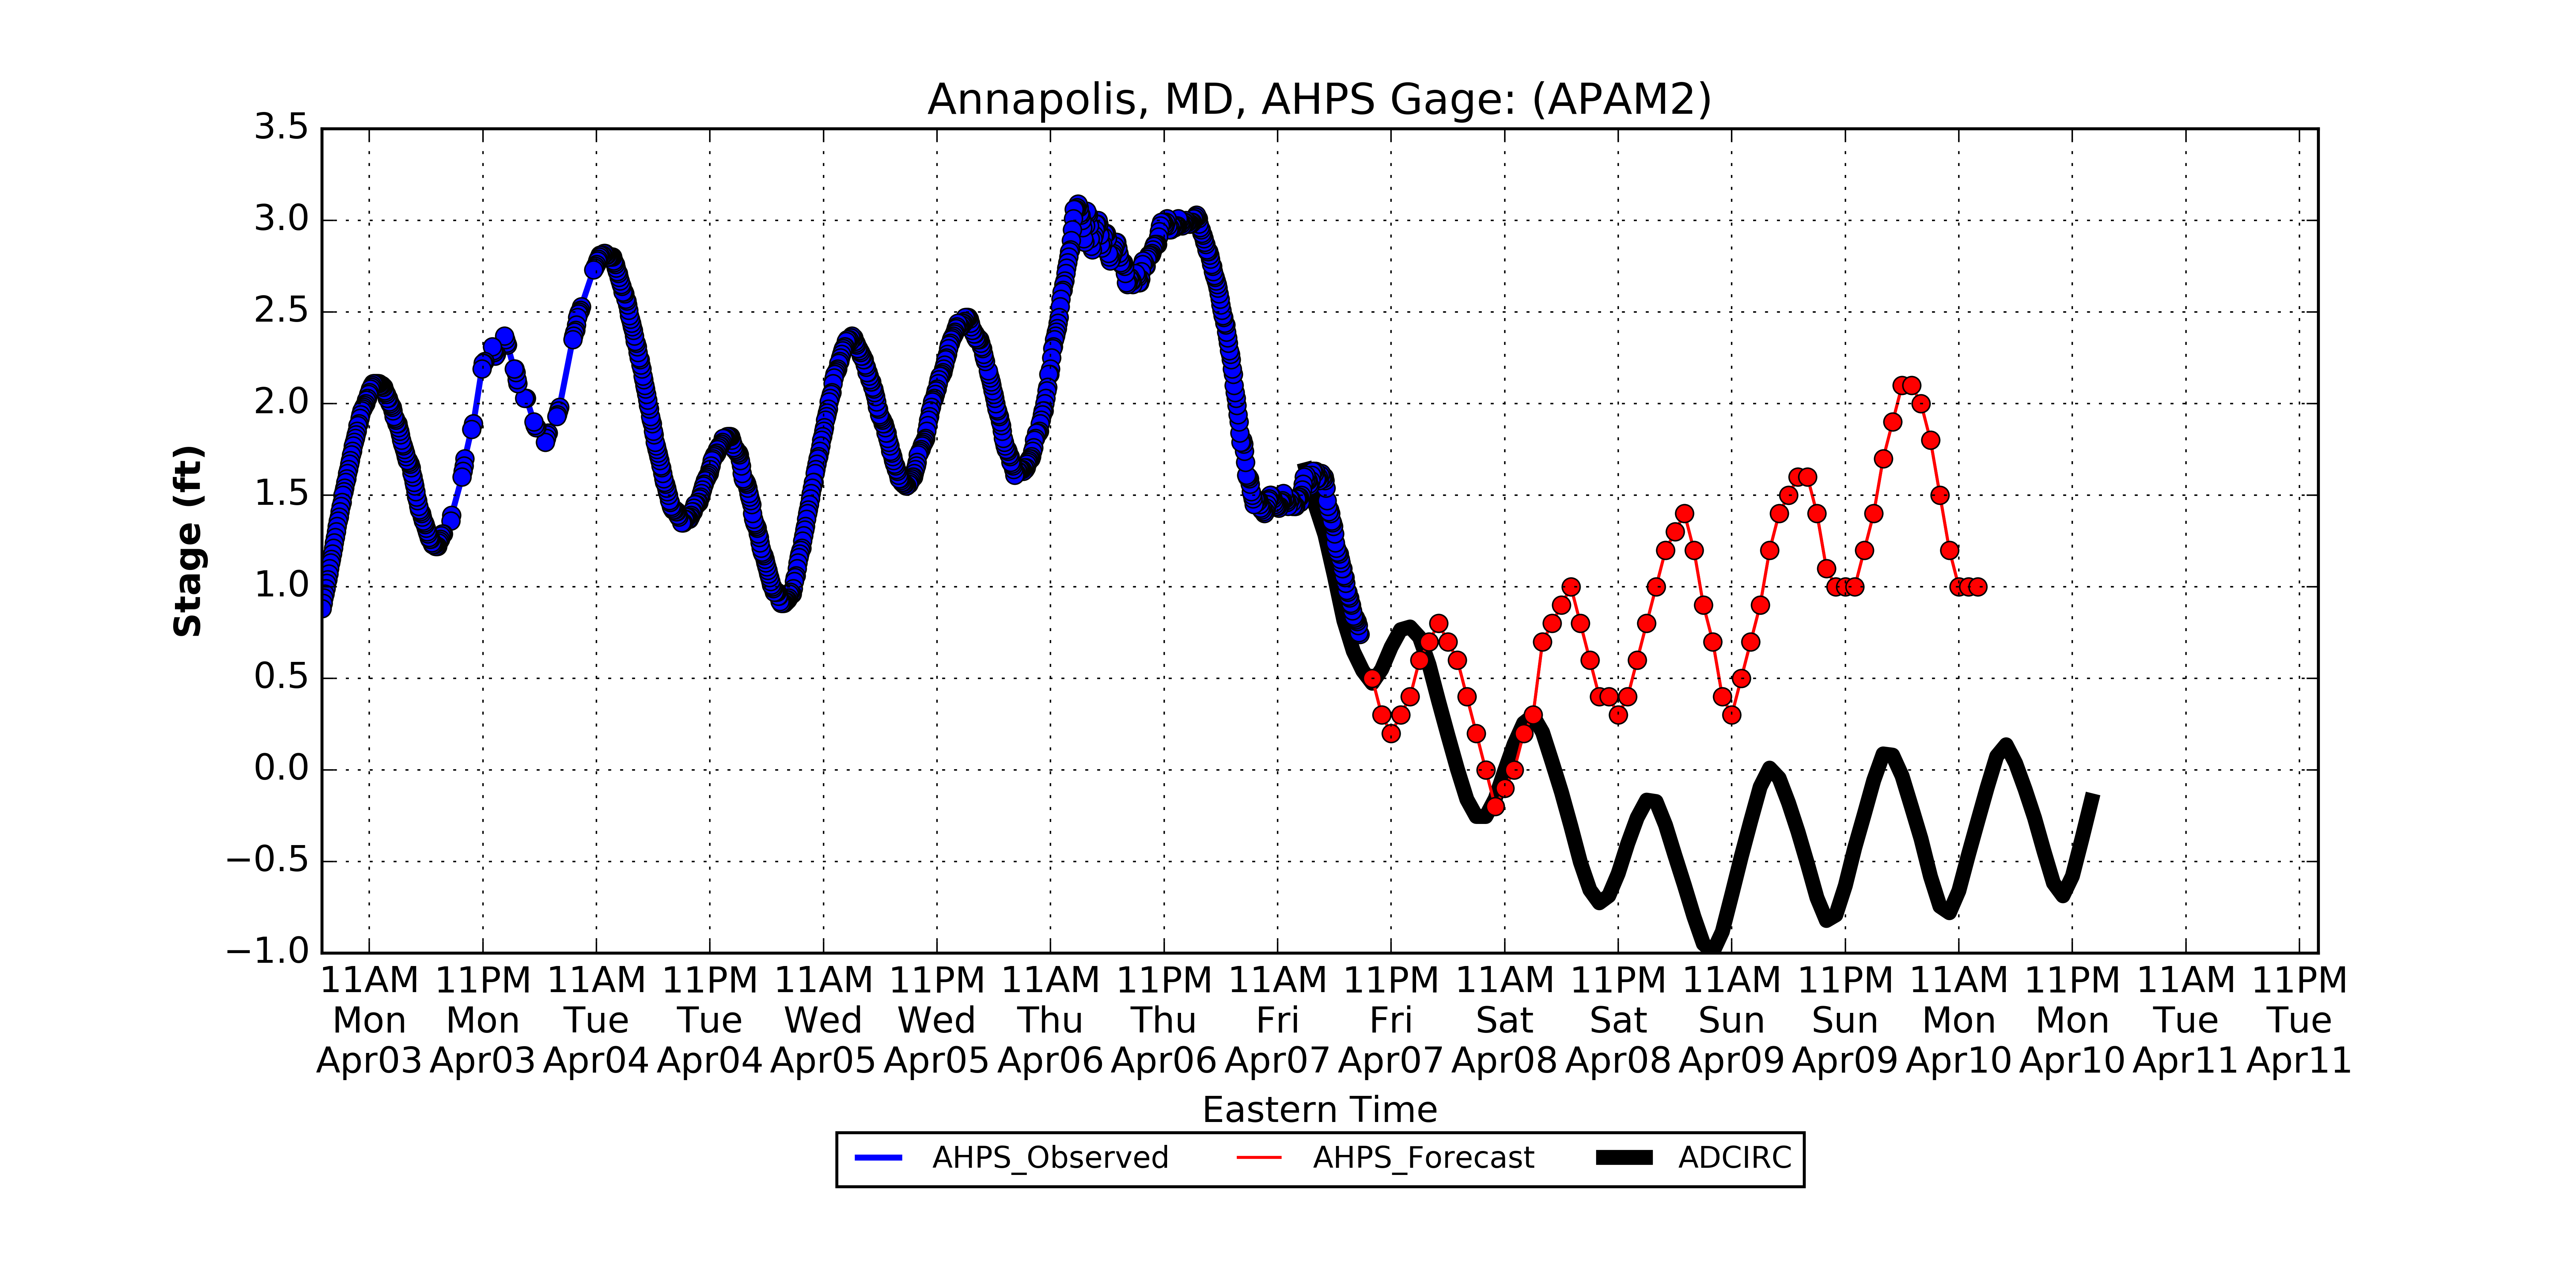 Annapolis, MD, AHPS Gage: (APAM2)
3.5
3.0
2.5
2.0
1.5
1.0
0.5
0.0
−0.5
−1.0
Stage (ft)
11AM 11PM 11AM 11PM 11AM 11PM 11AM 11PM 11AM 11PM 11AM 11PM 11AM 11PM 11AM 11PM 11AM 11PM
Mon Mon Tue Tue Wed Wed Thu Thu Fri Fri Sat Sat Sun Sun Mon Mon Tue Tue
Apr03 Apr03 Apr04 Apr04 Apr05 Apr05 Apr06 Apr06 Apr07 Apr07 Apr08 Apr08 Apr09 Apr09 Apr10 Apr10 Apr11 Apr11
Eastern Time
AHPS_Observed AHPS_Forecast ADCIRC